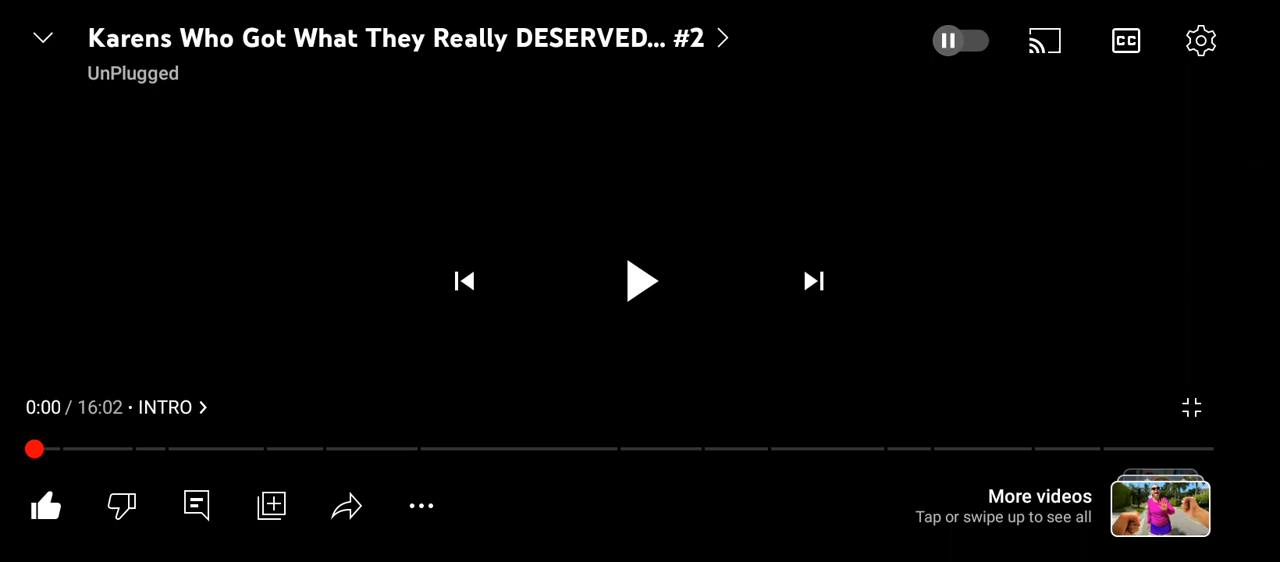 Karens Who Got What They Really DESERVED... #2
UnPlugged
CC
0:00 / 16:02 · INTRO
More videos
Tap or swipe up to see all